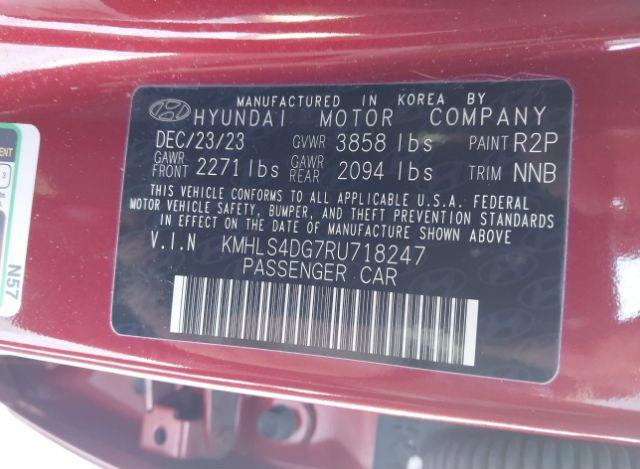 MANUFACTURED IN KOREA BY
HYUNDAI MOTOR COMPANY
DEC/23/23 GVWR 3858 lbs PAINT R2P
GAWR FRONT 2271 lbs GAWR REAR 2094 lbs TRIM NNB
THIS VEHICLE CONFORMS TO ALL APPLICABLE U.S.A. FEDERAL
MOTOR VEHICLE SAFETY, BUMPER, AND THEFT PREVENTION STANDARDS
IN EFFECT ON THE DATE OF MANUFACTURE SHOWN ABOVE.
V.I.N KMHLS4DG7RU718247
PASSENGER CAR
ENT
3
N57